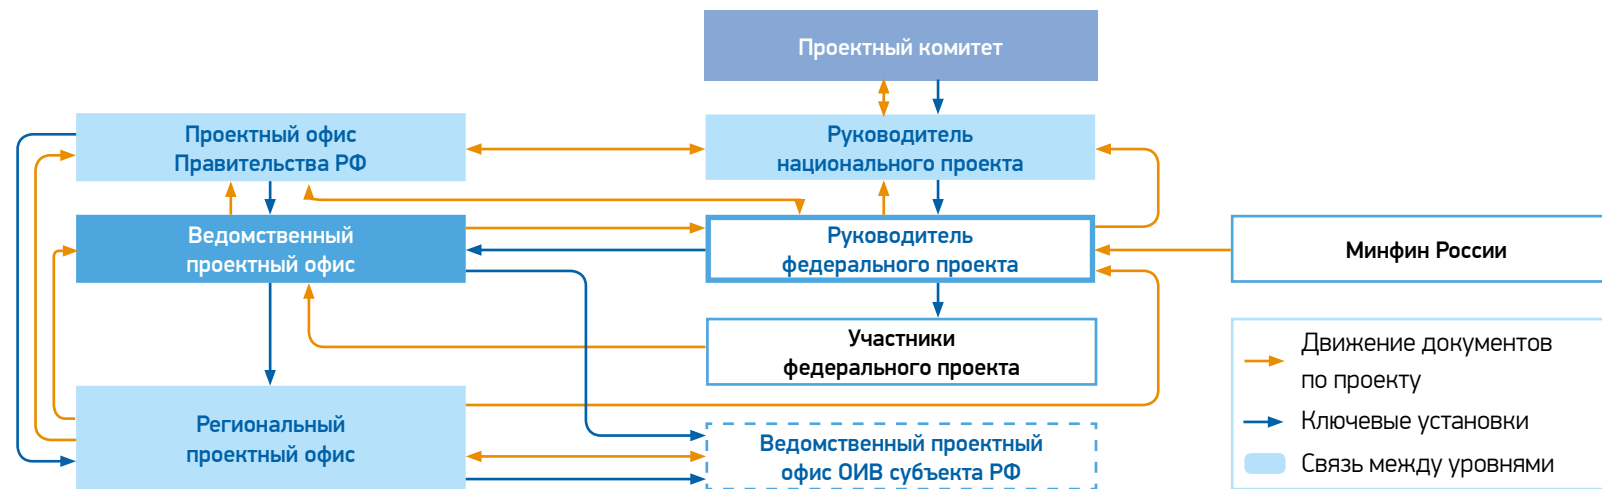 Проектный комитет
Проектный офис
Правительства РФ
Руководитель
национального проекта
Ведомственный
проектный офис
Руководитель
федерального проекта
Минфин России
Участники
федерального проекта
Региональный
проектный офис
Ведомственный проектный
офис ОИВ субъекта РФ
Движение документов
по проекту
Ключевые установки
Связь между уровнями